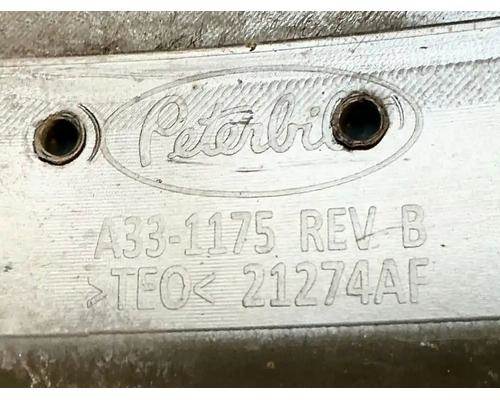 Peterbilt
A33-1175 REV B
>TEO< 21274AF